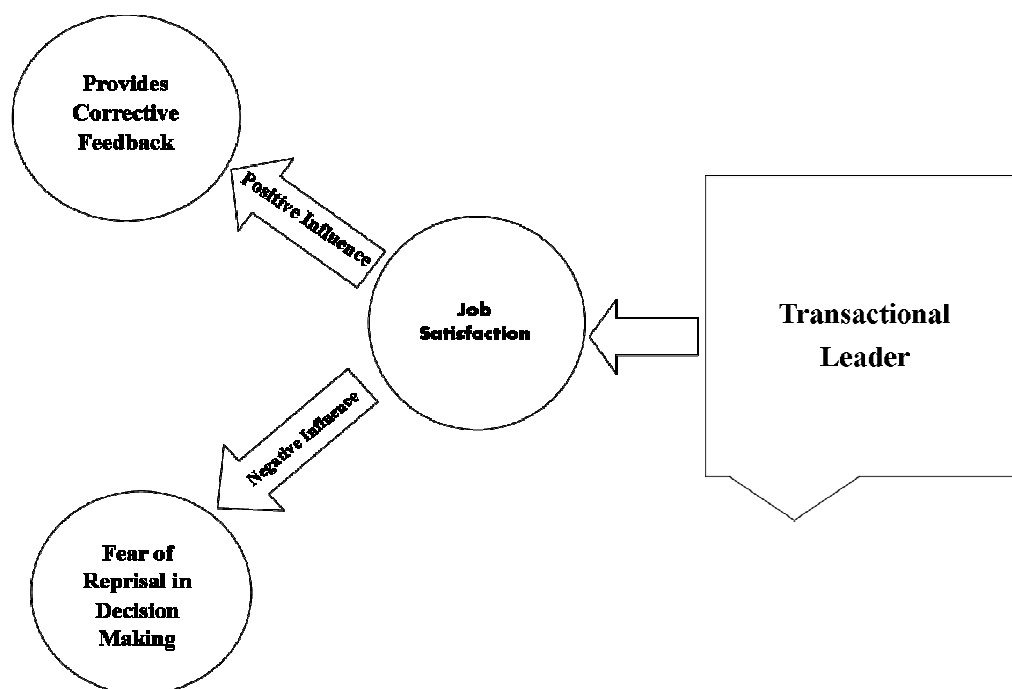 Provides
Corrective
Feedback
Positive Influence
Job
Satisfaction
Transactional
Leader
Negative Influence
Fear of
Reprisal in
Decision
Making